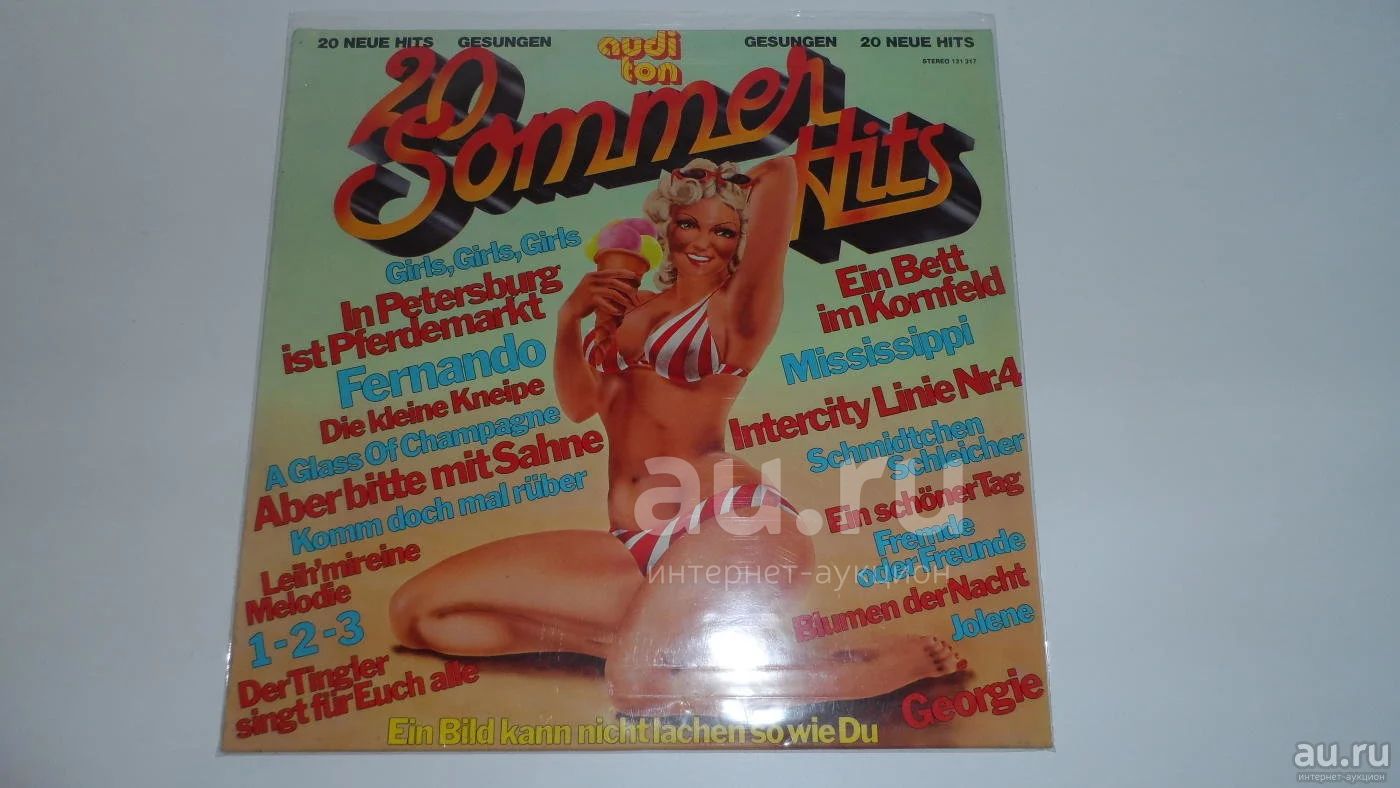 20 NEUE HITS GESUNGEN audi GESUNGEN 20 NEUE HITS
ton
STEREO 131 317
20
Sommer
Hits
Girls, Girls, Girls
In Petersburg
ist Pferdemarkt
Fernando
Die kleine Kneipe
A Glass Of Champagne
Aber bitte mit Sahne
Komm doch mal rüber
Leih' mir eine
Melodie
1-2-3
Der Tingler
singt für Euch alle
Ein Bett
im Kornfeld
Mississippi
Intercity Linie Nr. 4
Schmidtchen
Schleicher
Ein schöner Tag
Fremde
oder Freunde
Blumen der Nacht
Jolene
Georgie
Ein Bild kann nicht lachen so wie Du
au.ru
интернет-аукцион
au.ru
интернет-аукцион